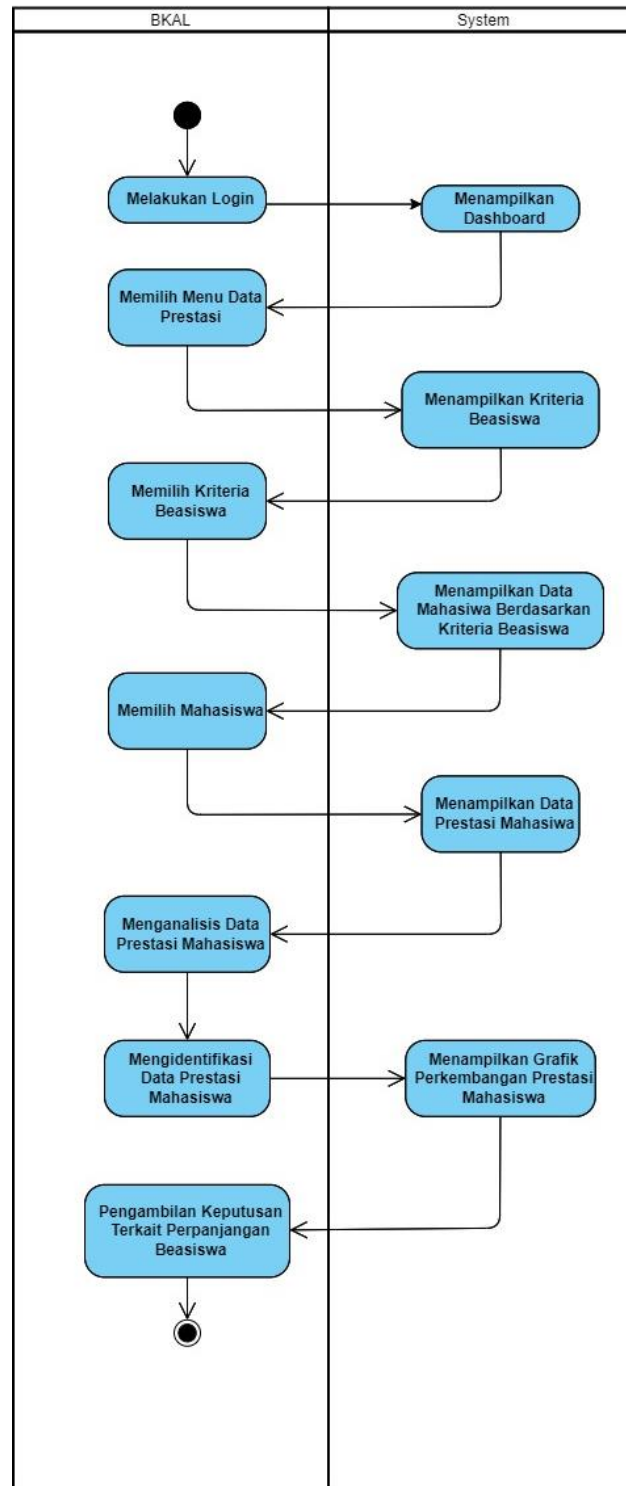 BKAL
System
Melakukan Login
Menampilkan
Dashboard
Memilih Menu Data
Prestasi
Menampilkan Kriteria
Beasiswa
Memilih Kriteria
Beasiswa
Menampilkan Data
Mahasiwa Berdasarkan
Kriteria Beasiswa
Memilih Mahasiswa
Menampilkan Data
Prestasi Mahasiwa
Menganalisis Data
Prestasi Mahasiswa
Mengidentifikasi
Data Prestasi
Mahasiswa
Menampilkan Grafik
Perkembangan Prestasi
Mahasiswa
Pengambilan Keputusan
Terkait Perpanjangan
Beasiswa